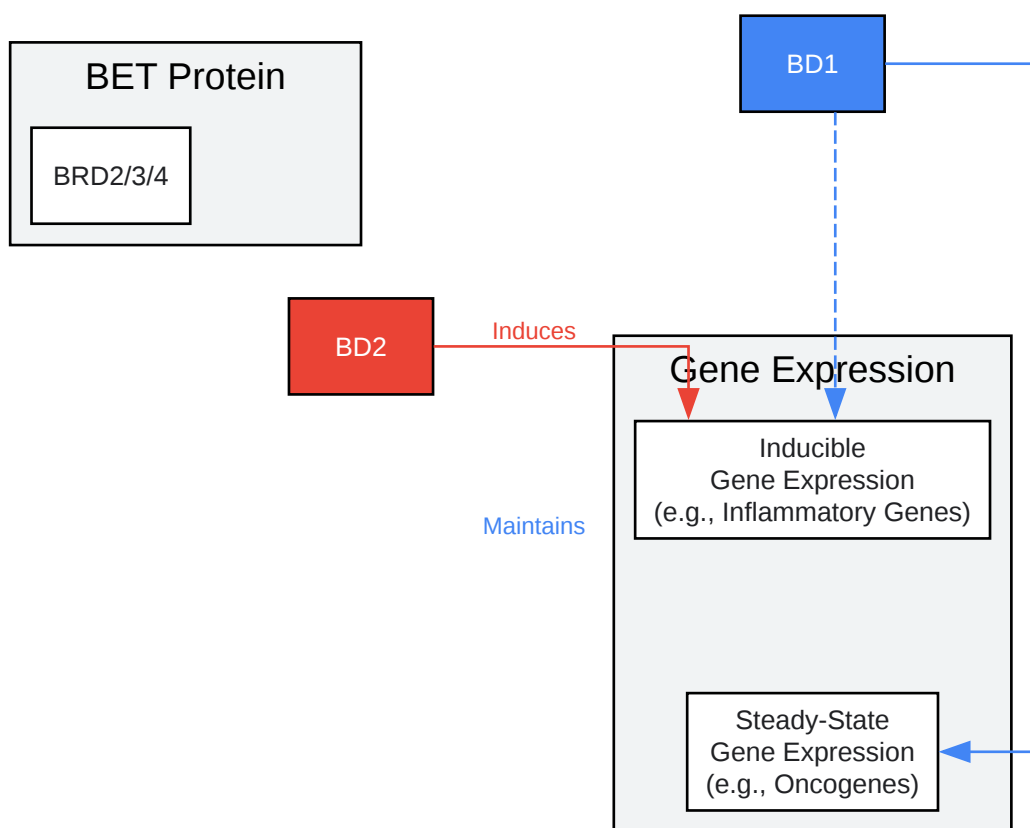 BET Protein
BRD2/3/4
BD1
BD2
Induces
Gene Expression
Inducible
Gene Expression
(e.g., Inflammatory Genes)
Maintains
Steady-State
Gene Expression
(e.g., Oncogenes)